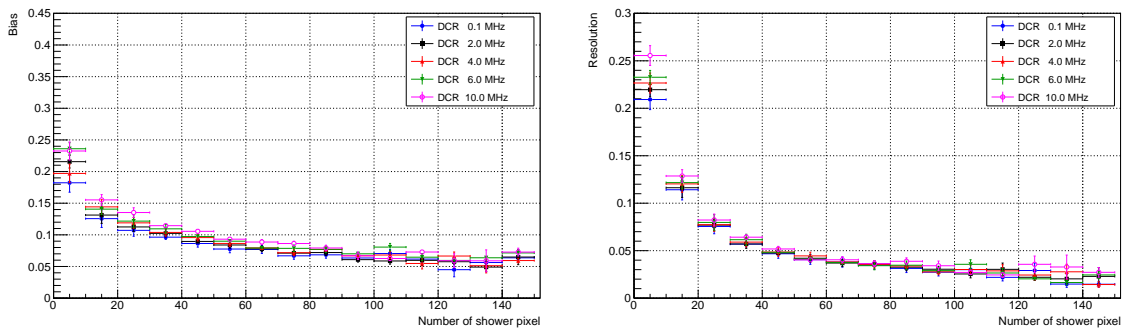 Bias
0.45
0.4
0.35
0.3
0.25
0.2
0.15
0.1
0.05
0
0 20 40 60 80 100 120 140
Number of shower pixel
DCR 0.1 MHz
DCR 2.0 MHz
DCR 4.0 MHz
DCR 6.0 MHz
DCR 10.0 MHz
Resolution
0.3
0.25
0.2
0.15
0.1
0.05
0
0 20 40 60 80 100 120 140
Number of shower pixel
DCR 0.1 MHz
DCR 2.0 MHz
DCR 4.0 MHz
DCR 6.0 MHz
DCR 10.0 MHz